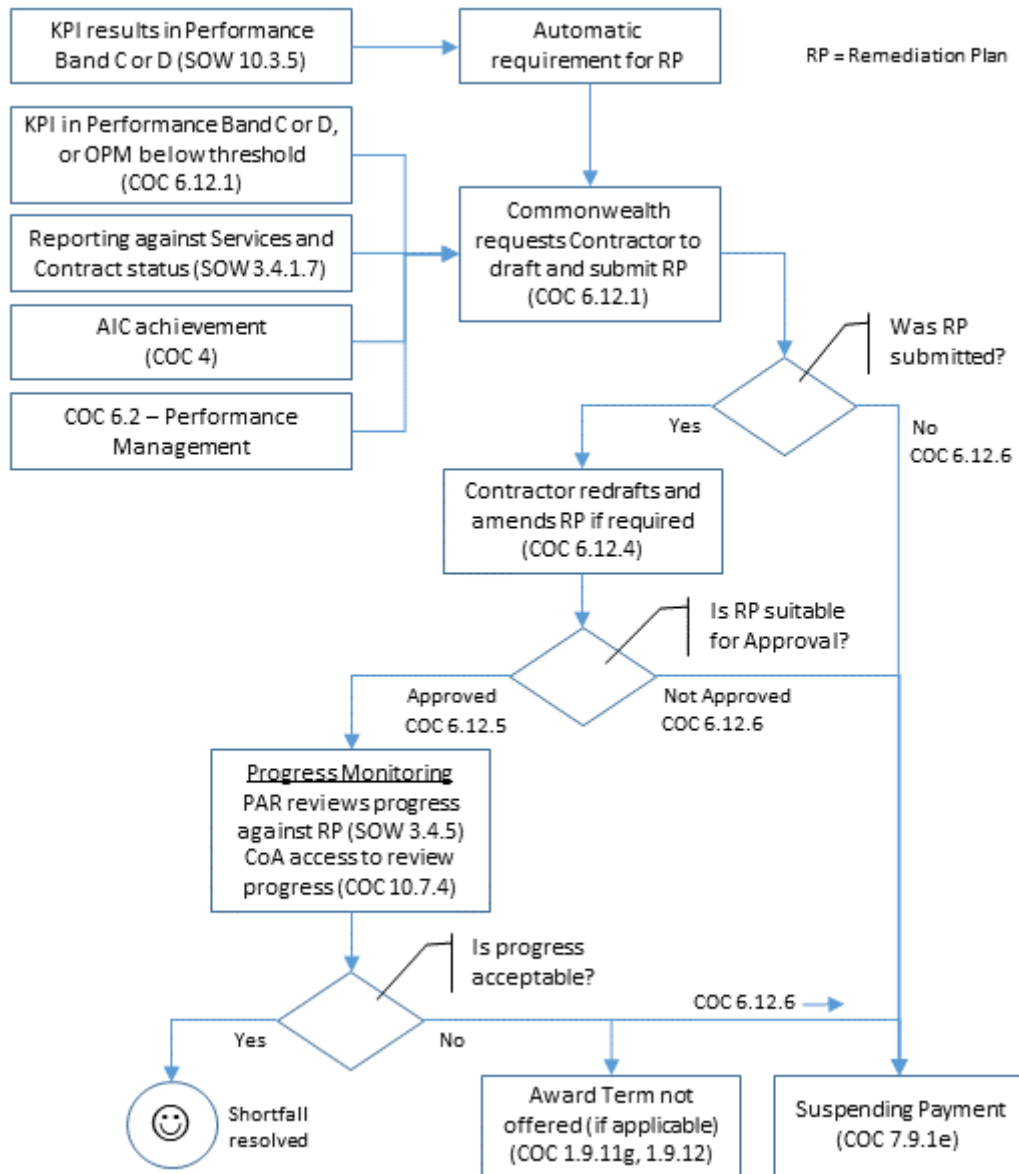 KPI results in Performance
Band C or D (SOW 10.3.5)
Automatic
requirement for RP
RP = Remediation Plan
KPI in Performance Band C or D,
or OPM below threshold
(COC 6.12.1)
Reporting against Services and
Contract status (SOW 3.4.1.7)
AIC achievement
(COC 4)
COC 6.2 – Performance
Management
Commonwealth
requests Contractor to
draft and submit RP
(COC 6.12.1)
Was RP
submitted?
Yes
No
COC 6.12.6
Contractor redrafts and
amends RP if required
(COC 6.12.4)
Is RP suitable
for Approval?
Approved
COC 6.12.5
Not Approved
COC 6.12.6
Progress Monitoring
PAR reviews progress
against RP (SOW 3.4.5)
CoA access to review
progress (COC 10.7.4)
Is progress
acceptable?
COC 6.12.6
Yes
No
Shortfall
resolved
Award Term not
offered (if applicable)
(COC 1.9.11g, 1.9.12)
Suspending Payment
(COC 7.9.1e)